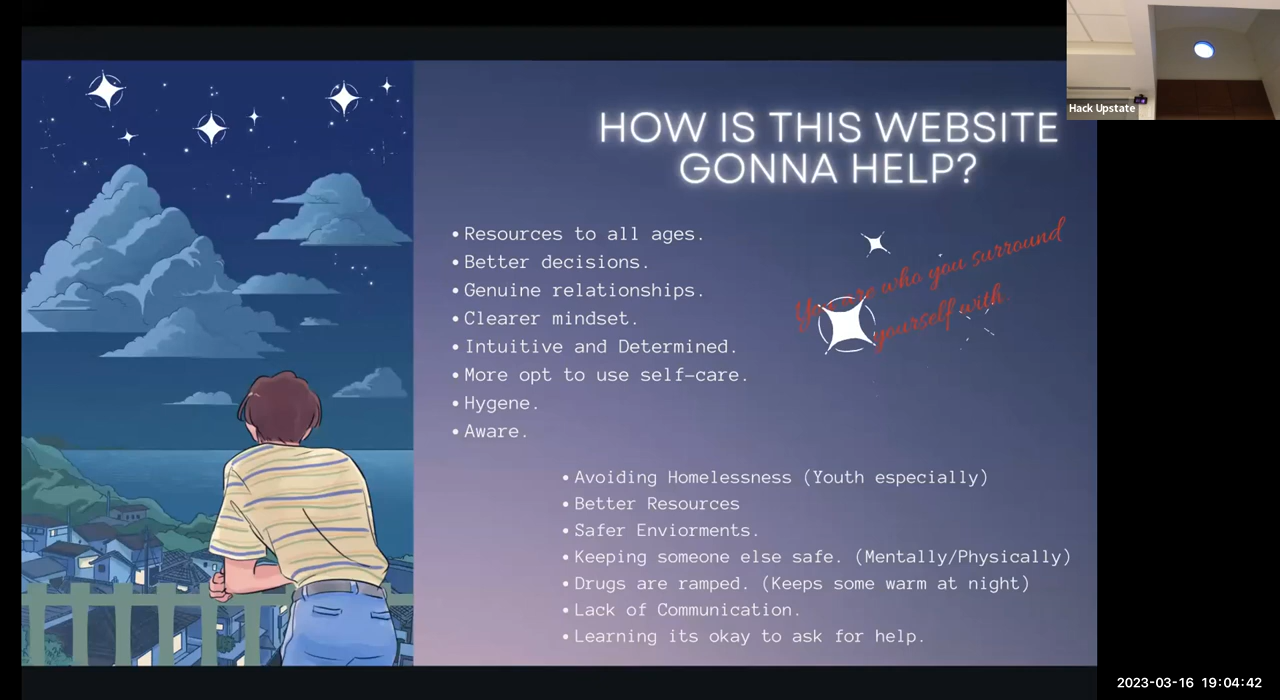 Hack Upstate
HOW IS THIS WEBSITE
GONNA HELP?
• Resources to all ages.
• Better decisions.
• Genuine relationships.
• Clearer mindset.
• Intuitive and Determined.
• More opt to use self-care.
• Hygene.
• Aware.
You are who you surround
yourself with.
• Avoiding Homelessness (Youth especially)
• Better Resources
• Safer Enviorments.
• Keeping someone else safe. (Mentally/Physically)
• Drugs are ramped. (Keeps some warm at night)
• Lack of Communication.
• Learning its okay to ask for help.
2023-03-16 19:04:42